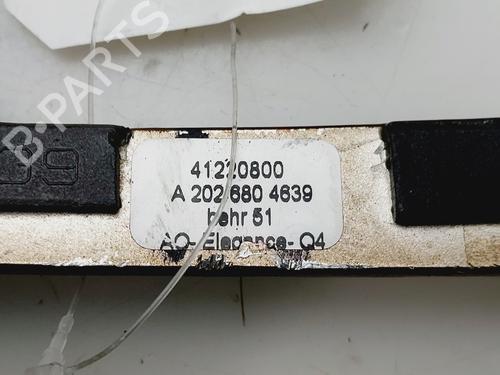 B-PARTS
41220800
A 202 680 4639
behr 51
AO- Elegance- Q4